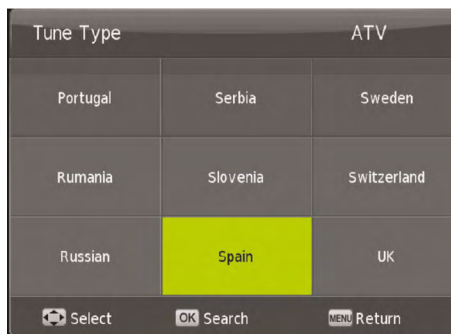 Tune Type ATV
Portugal Serbia Sweden
Rumania Slovenia Switzerland
Russian Spain UK
Select OK Search MENU Return